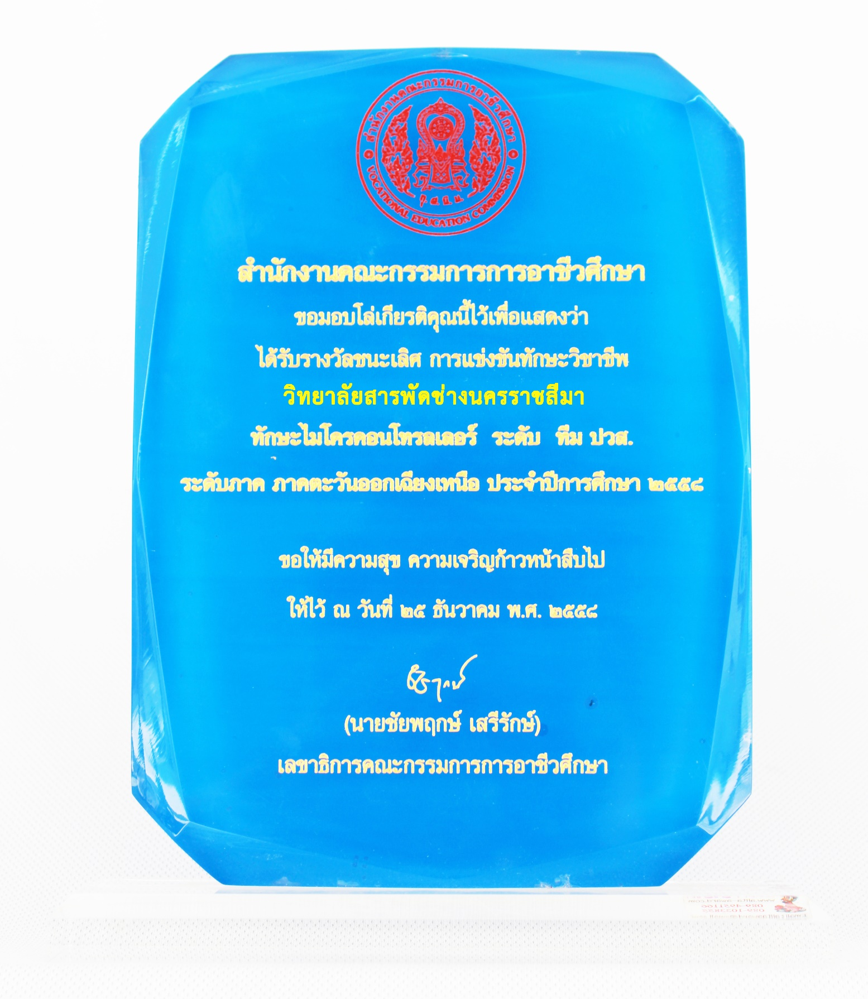 สำนักงานคณะกรรมการอาชีวศึกษา
ก. ส. น. ม.
VOCATIONAL EDUCATION COMMISSION
สำนักงานคณะกรรมการการอาชีวศึกษา
ขอมอบโล่เกียรติคุณนี้ไว้เพื่อแสดงว่า
ได้รับรางวัลชนะเลิศ การแข่งขันทักษะวิชาชีพ
วิทยาลัยสารพัดช่างนครราชสีมา
ทักษะไมโครคอนโทรลเลอร์ ระดับ ทีม ปวส.
ระดับภาค ภาคตะวันออกเฉียงเหนือ ประจำปีการศึกษา ๒๕๕๘
ขอให้มีความสุข ความเจริญก้าวหน้าสืบไป
ให้ไว้ ณ วันที่ ๒๕ ธันวาคม พ.ศ. ๒๕๕๘
(นายชัยพฤกษ์ เสรีรักษ์)
เลขาธิการคณะกรรมการการอาชีวศึกษา